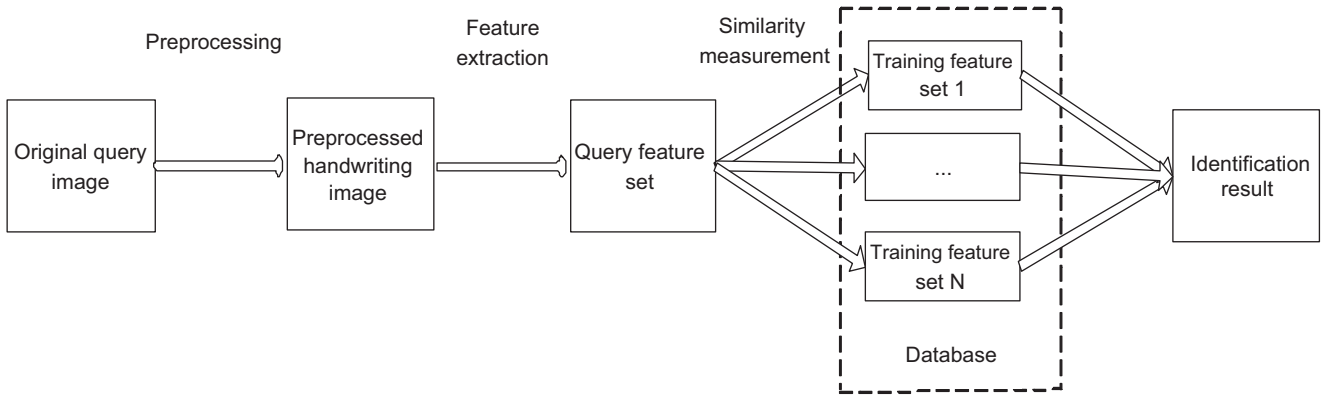 Preprocessing
Feature
extraction
Similarity
measurement
Original query
image
Preprocessed
handwriting
image
Query feature
set
Training feature
set 1
...
Training feature
set N
Database
Identification
result